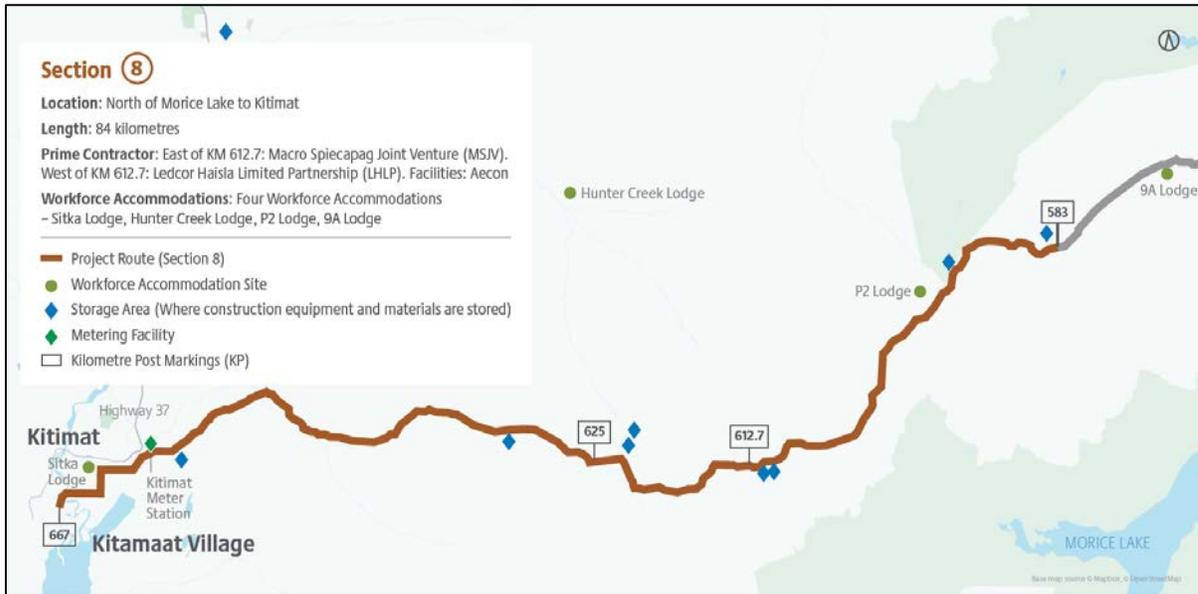 Section 8
Location: North of Morice Lake to Kitimat
Length: 84 kilometres
Prime Contractor: East of KM 612.7: Macro Spiecapag Joint Venture (MSJV).
West of KM 612.7: Ledcor Haisla Limited Partnership (LHLP). Facilities: Aecon
Workforce Accommodations: Four Workforce Accommodations
– Sitka Lodge, Hunter Creek Lodge, P2 Lodge, 9A Lodge
Project Route (Section 8)
Workforce Accommodation Site
Storage Area (Where construction equipment and materials are stored)
Metering Facility
Kilometre Post Markings (KP)
Hunter Creek Lodge
9A Lodge
583
P2 Lodge
Highway 37
Kitimat
625
612.7
Sitka
Lodge
Kitimat
Meter
Station
667
Kitamaat Village
MORICE LAKE
Base map source © Mapbox, © OpenStreetMap